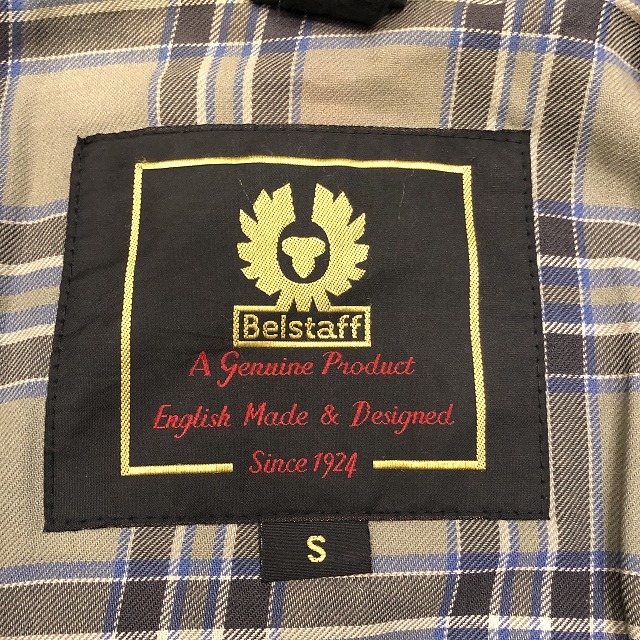 Belstaff
A Genuine Product
English Made & Designed
Since 1924
S